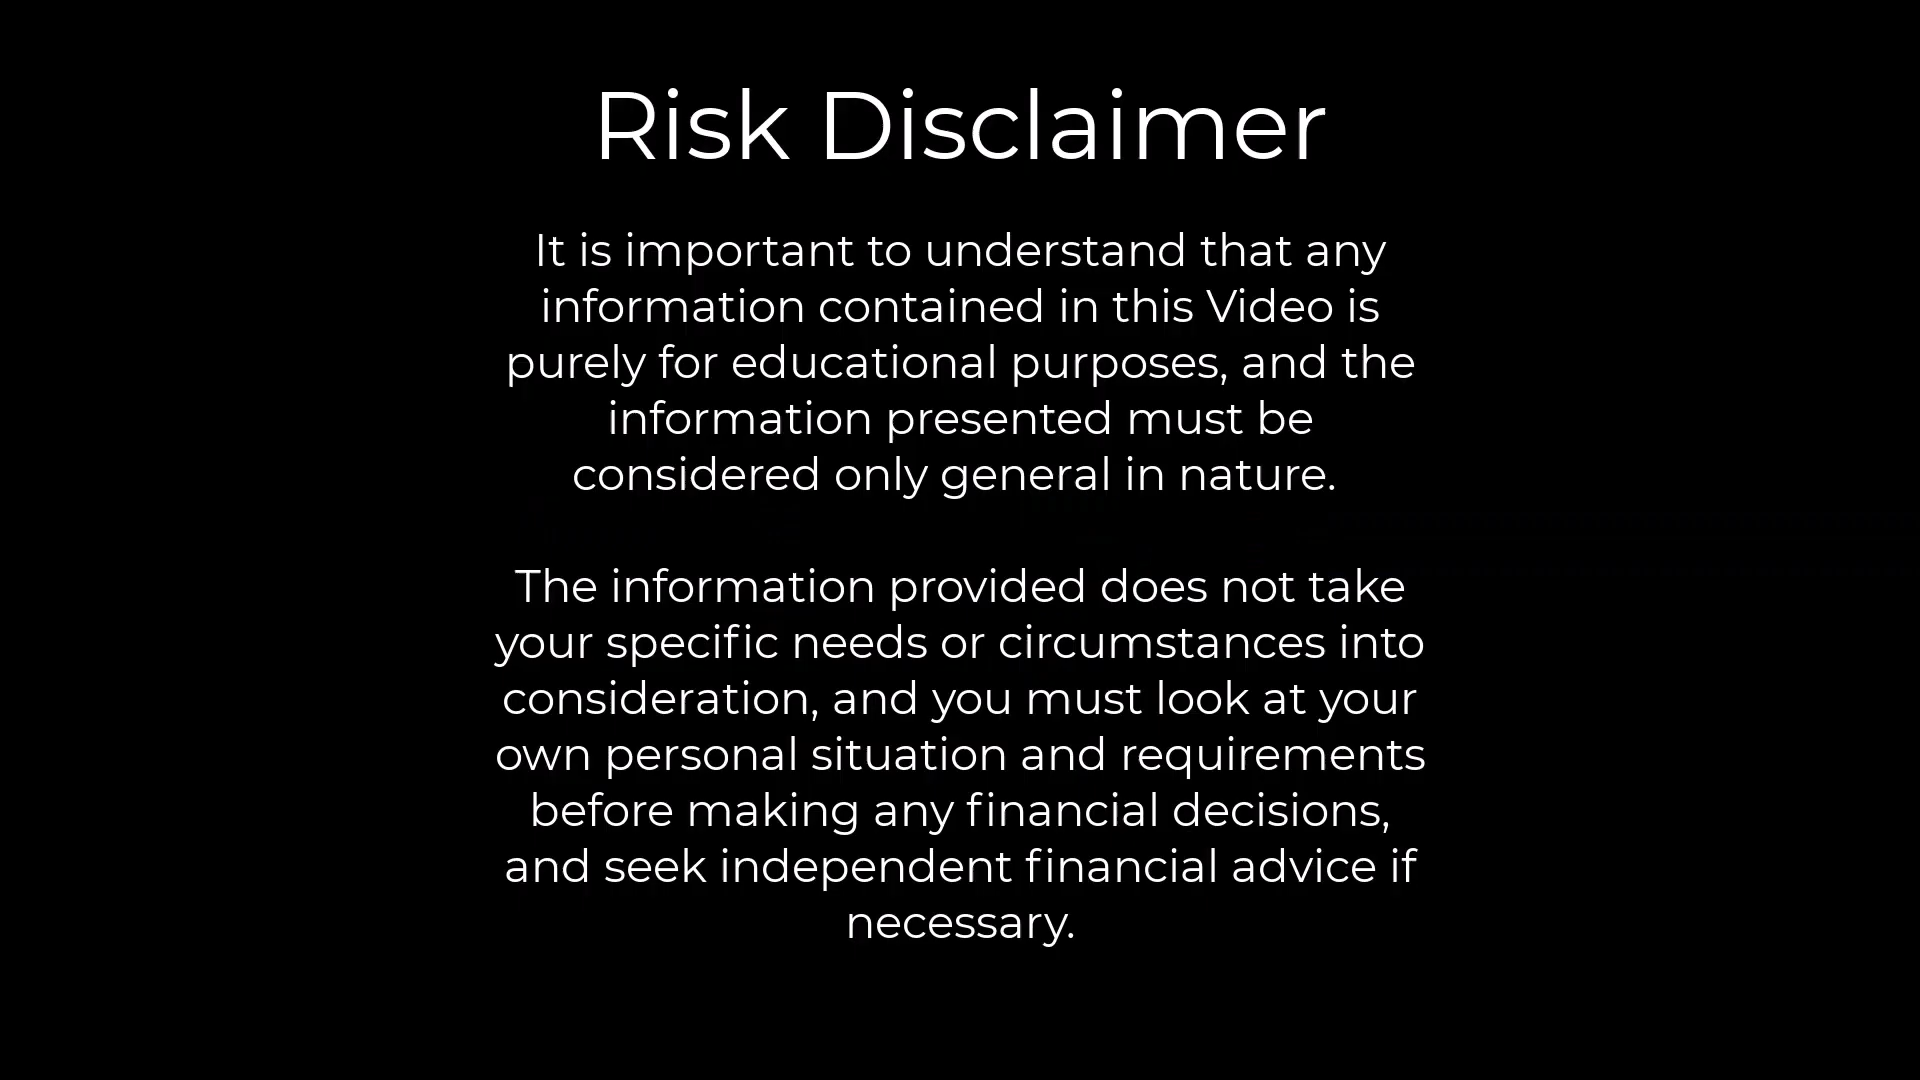 Risk Disclaimer
It is important to understand that any
information contained in this Video is
purely for educational purposes, and the
information presented must be
considered only general in nature.
The information provided does not take
your specific needs or circumstances into
consideration, and you must look at your
own personal situation and requirements
before making any financial decisions,
and seek independent financial advice if
necessary.